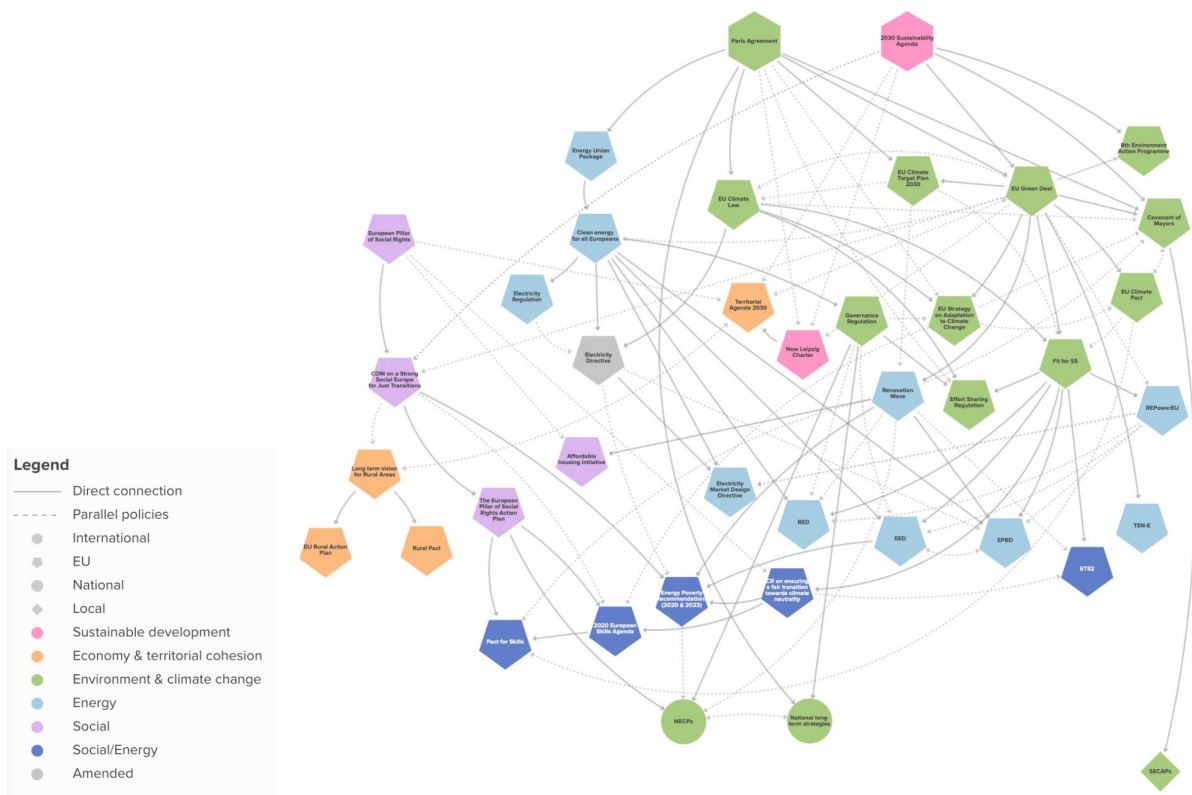 Paris Agreement
2030 Sustainability
Agenda
8th Environment
Action Programme
Energy Union
Package
EU Climate
Target Plan
2030
EU Green Deal
EU Climate
Law
Covenant of
Mayors
European Pillar
of Social Rights
Clean energy
for all Europeans
Electricity
Regulation
Territorial
Agenda 2030
Governance
Regulation
EU Strategy
on Adaptation
to Climate
Change
EU Climate
Pact
Electricity
Directive
New Leipzig
Charter
Fit for 55
COM on a Strong
Social Europe
for Just Transitions
Renovation
Wave
Effort Sharing
Regulation
REPowerEU
Affordable
housing initiative
Long term vision
for Rural Areas
Electricity
Market Design
Directive
The European
Pillar of Social
Rights Action
Plan
RED
EED
EPBD
TEN-E
EU Rural Action
Plan
Rural Pact
ETS2
Energy Poverty
recommendations
(2020 & 2023)
CR on ensuring
a fair transition
towards climate
neutrality
2020 European
Skills Agenda
Pact for Skills
NECPs
National long-
term strategies
SECAPs
Legend
Direct connection
Parallel policies
International
EU
National
Local
Sustainable development
Economy & territorial cohesion
Environment & climate change
Energy
Social
Social/Energy
Amended